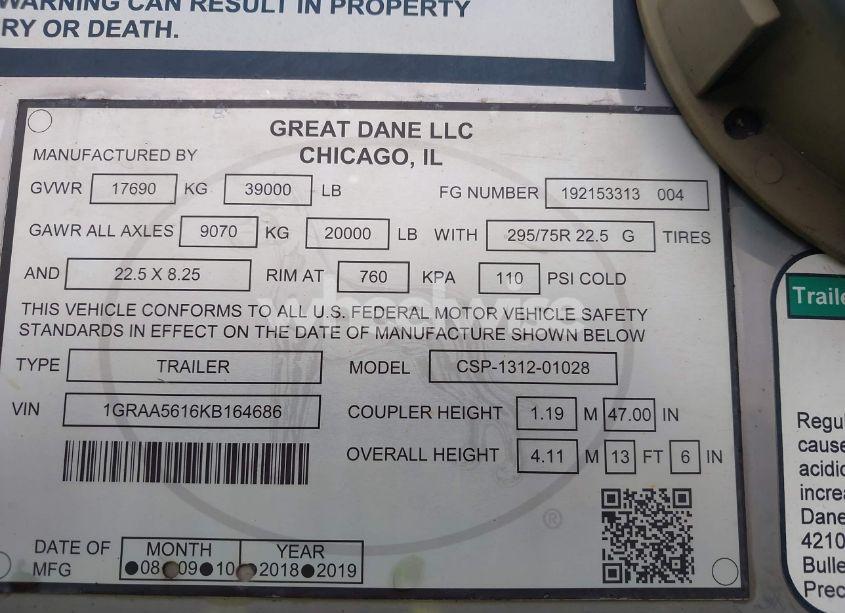 WARNING CAN RESULT IN PROPERTY
RY OR DEATH.
GREAT DANE LLC
MANUFACTURED BY CHICAGO, IL
GVWR 17690 KG 39000 LB FG NUMBER 192153313 004
GAWR ALL AXLES 9070 KG 20000 LB WITH 295/75R 22.5 G TIRES
AND 22.5 X 8.25 RIM AT 760 KPA 110 PSI COLD
THIS VEHICLE CONFORMS TO ALL U.S. FEDERAL MOTOR VEHICLE SAFETY
STANDARDS IN EFFECT ON THE DATE OF MANUFACTURE SHOWN BELOW
TYPE TRAILER MODEL CSP-1312-01028
VIN 1GRAA5616KB164686 COUPLER HEIGHT 1.19 M 47.00 IN
OVERALL HEIGHT 4.11 M 13 FT 6 IN
®
DATE OF MFG MONTH YEAR
08 09 10 2018 2019
Traile
Regul
cause
acidic
increa
Dane
4210
Bulle
Prec